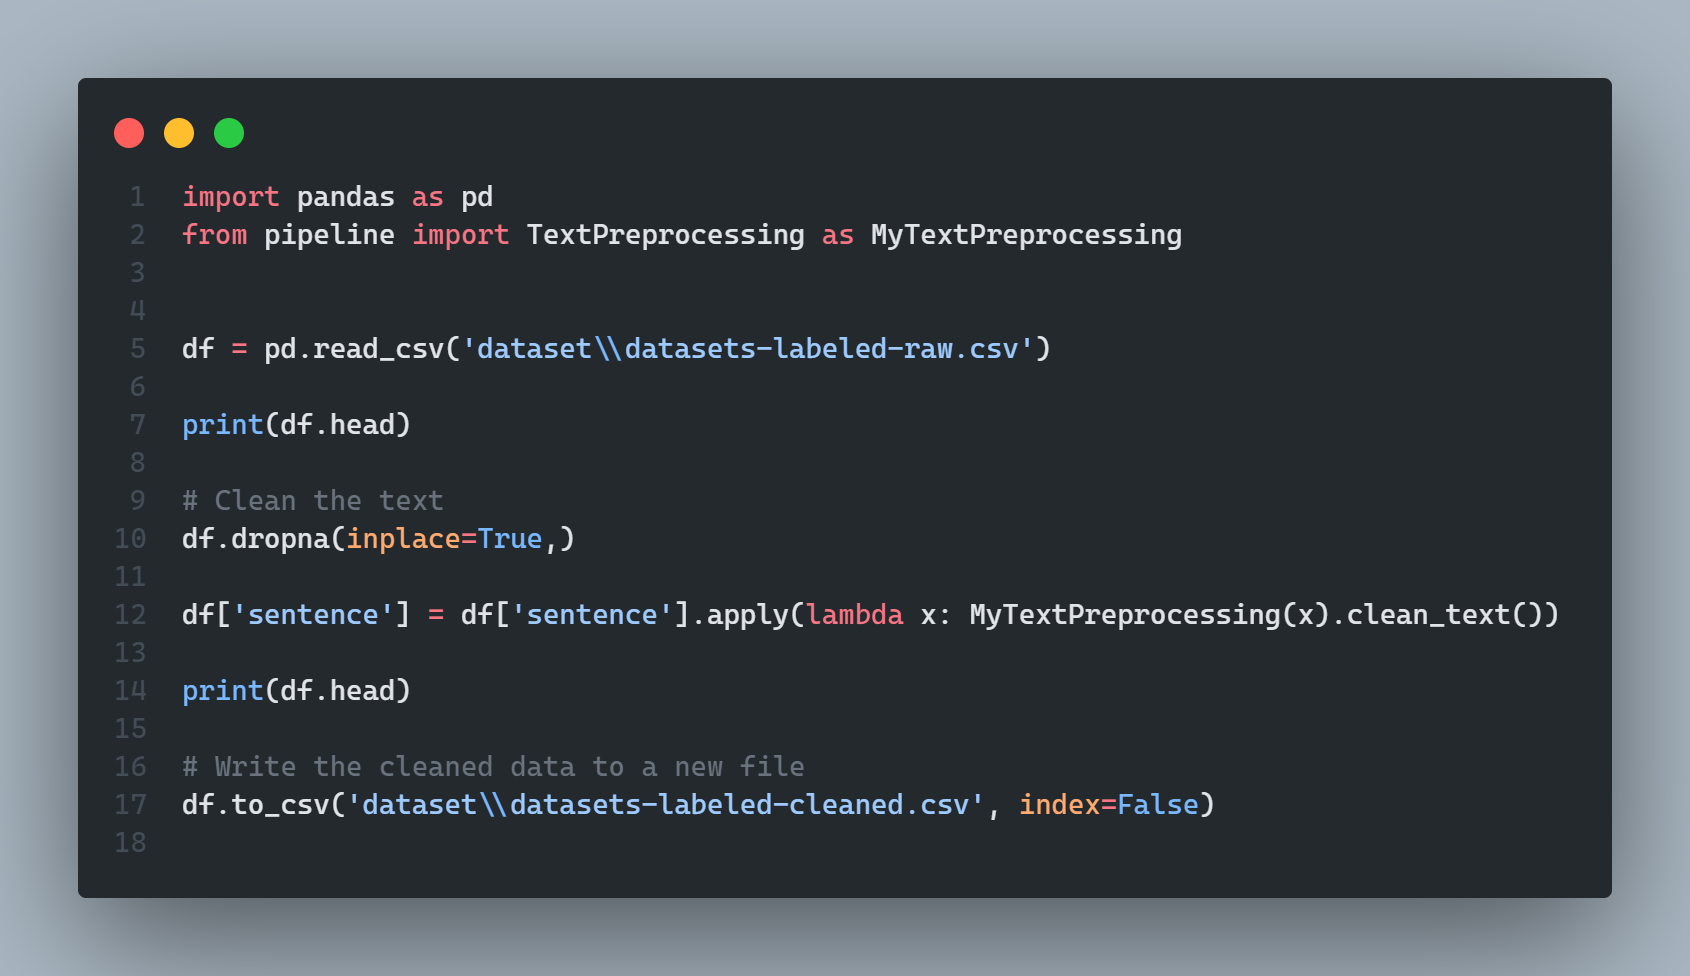 1 import pandas as pd
2 from pipeline import TextPreprocessing as MyTextPreprocessing
3
4
5 df = pd.read_csv('dataset\\datasets-labeled-raw.csv')
6
7 print(df.head)
8
9 # Clean the text
10 df.dropna(inplace=True,)
11
12 df['sentence'] = df['sentence'].apply(lambda x: MyTextPreprocessing(x).clean_text())
13
14 print(df.head)
15
16 # Write the cleaned data to a new file
17 df.to_csv('dataset\\datasets-labeled-cleaned.csv', index=False)
18